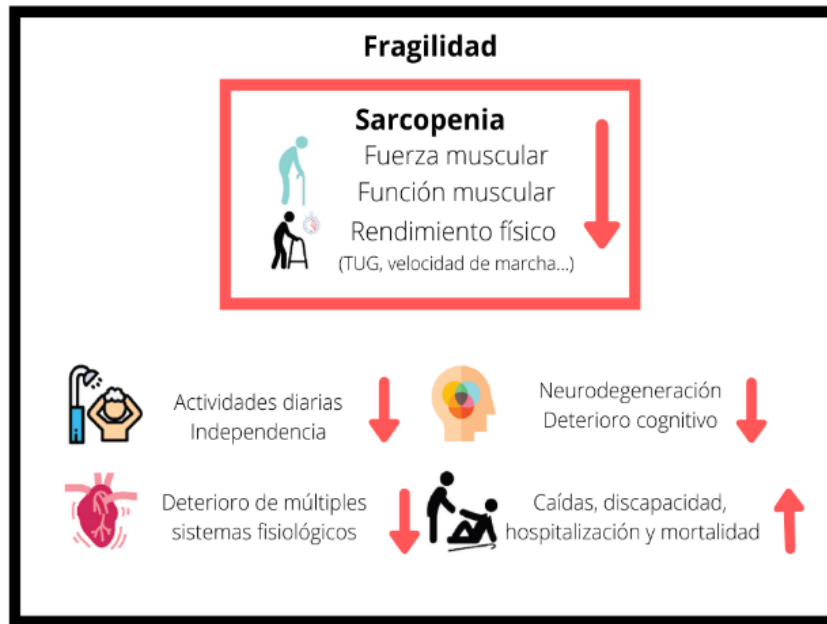 Fragilidad
Sarcopenia
Fuerza muscular
Función muscular
Rendimiento físico
(TUG, velocidad de marcha...)
Actividades diarias
Independencia
Neurodegeneración
Deterioro cognitivo
Deterioro de múltiples
sistemas fisiológicos
Caídas, discapacidad,
hospitalización y mortalidad